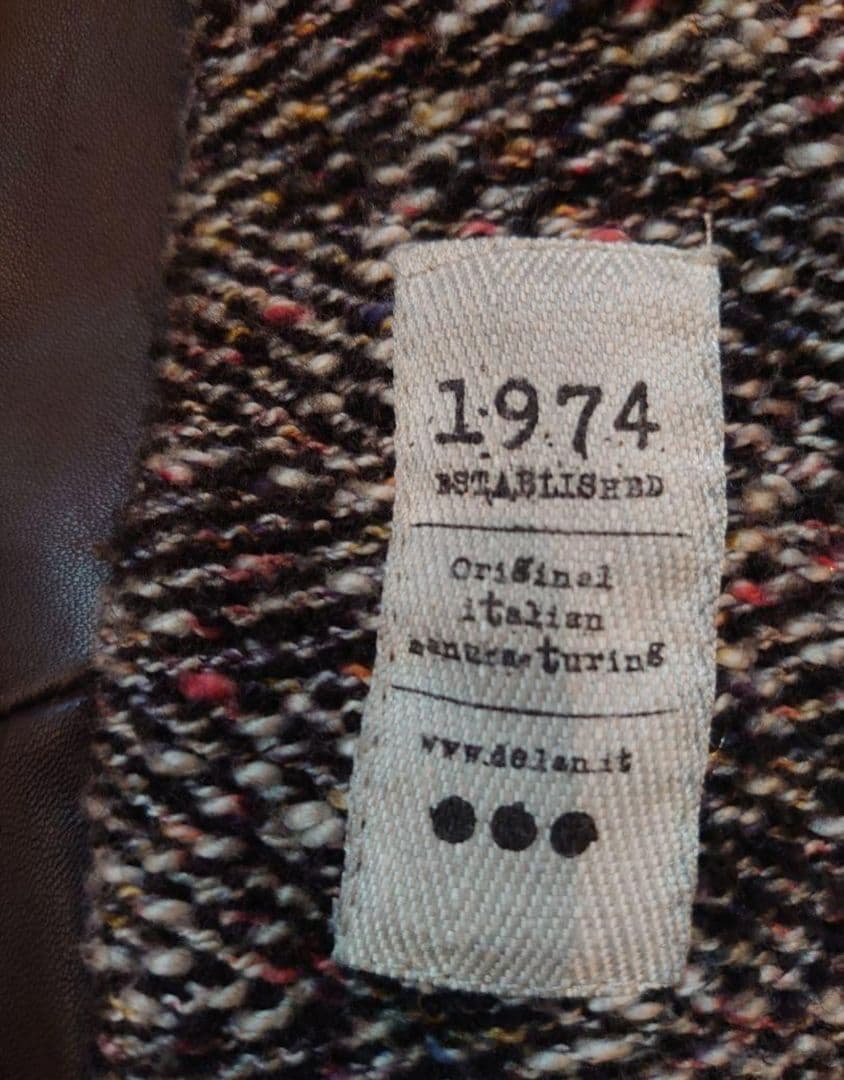 1974
ESTABLISHED
Original
italian
manufacturing
www.delan.it